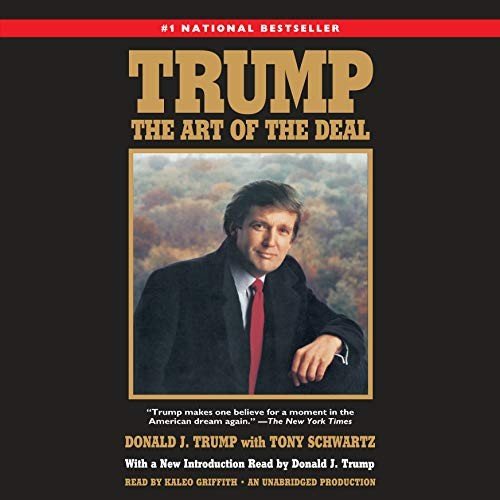 #1 NATIONAL BESTSELLER
TRUMP
THE ART OF THE DEAL
“Trump makes one believe for a moment in the
American dream again.” —The New York Times
DONALD J. TRUMP with TONY SCHWARTZ
With a New Introduction Read by Donald J. Trump
READ BY KALEO GRIFFITH • AN UNABRIDGED PRODUCTION